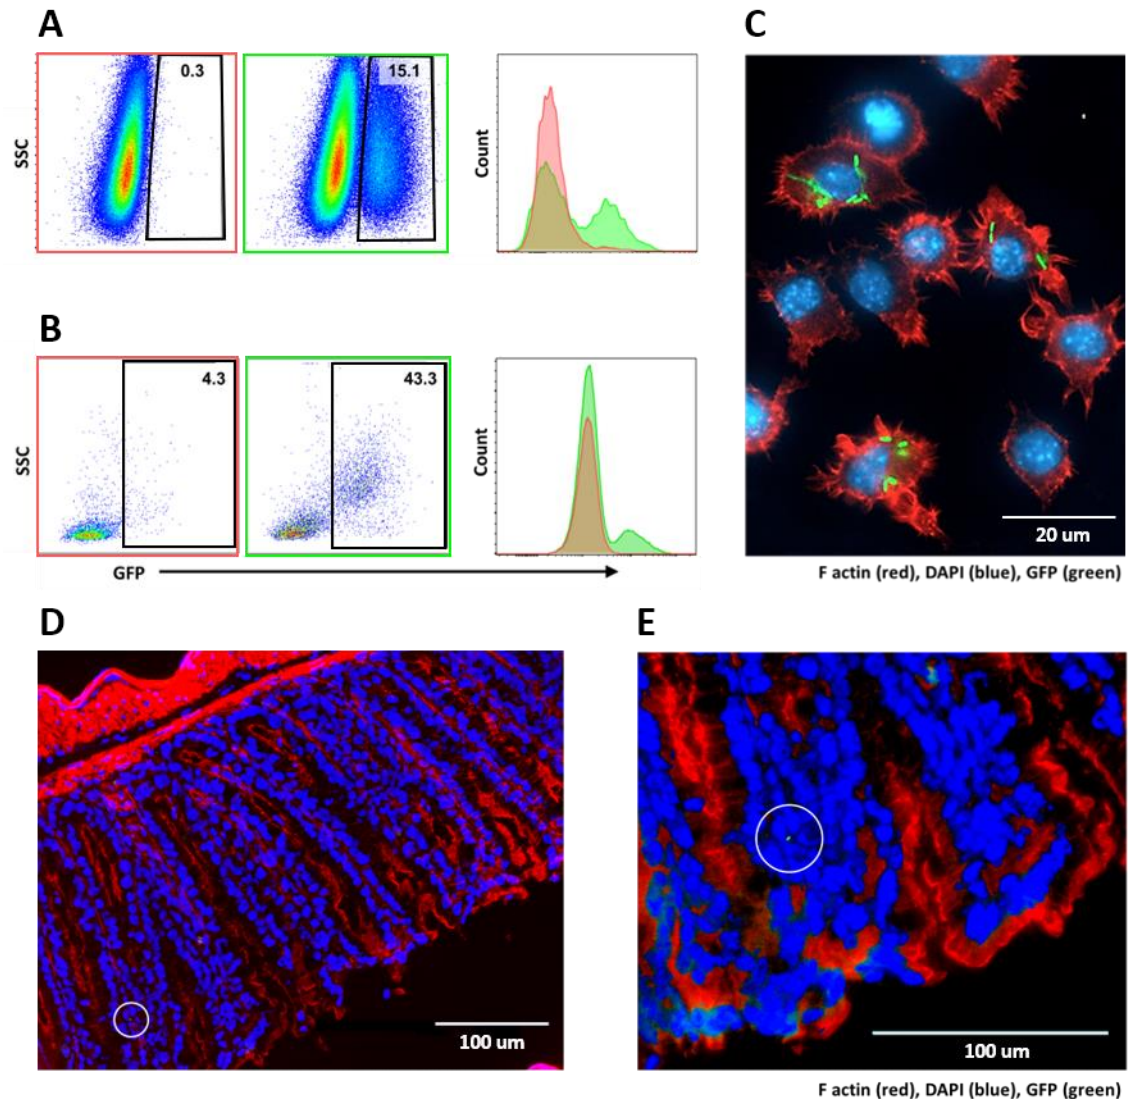 A
SSC
0.3
15.1
Count
B
SSC
4.3
43.3
Count
GFP
C
20 um
F actin (red), DAPI (blue), GFP (green)
D
100 um
E
100 um
F actin (red), DAPI (blue), GFP (green)